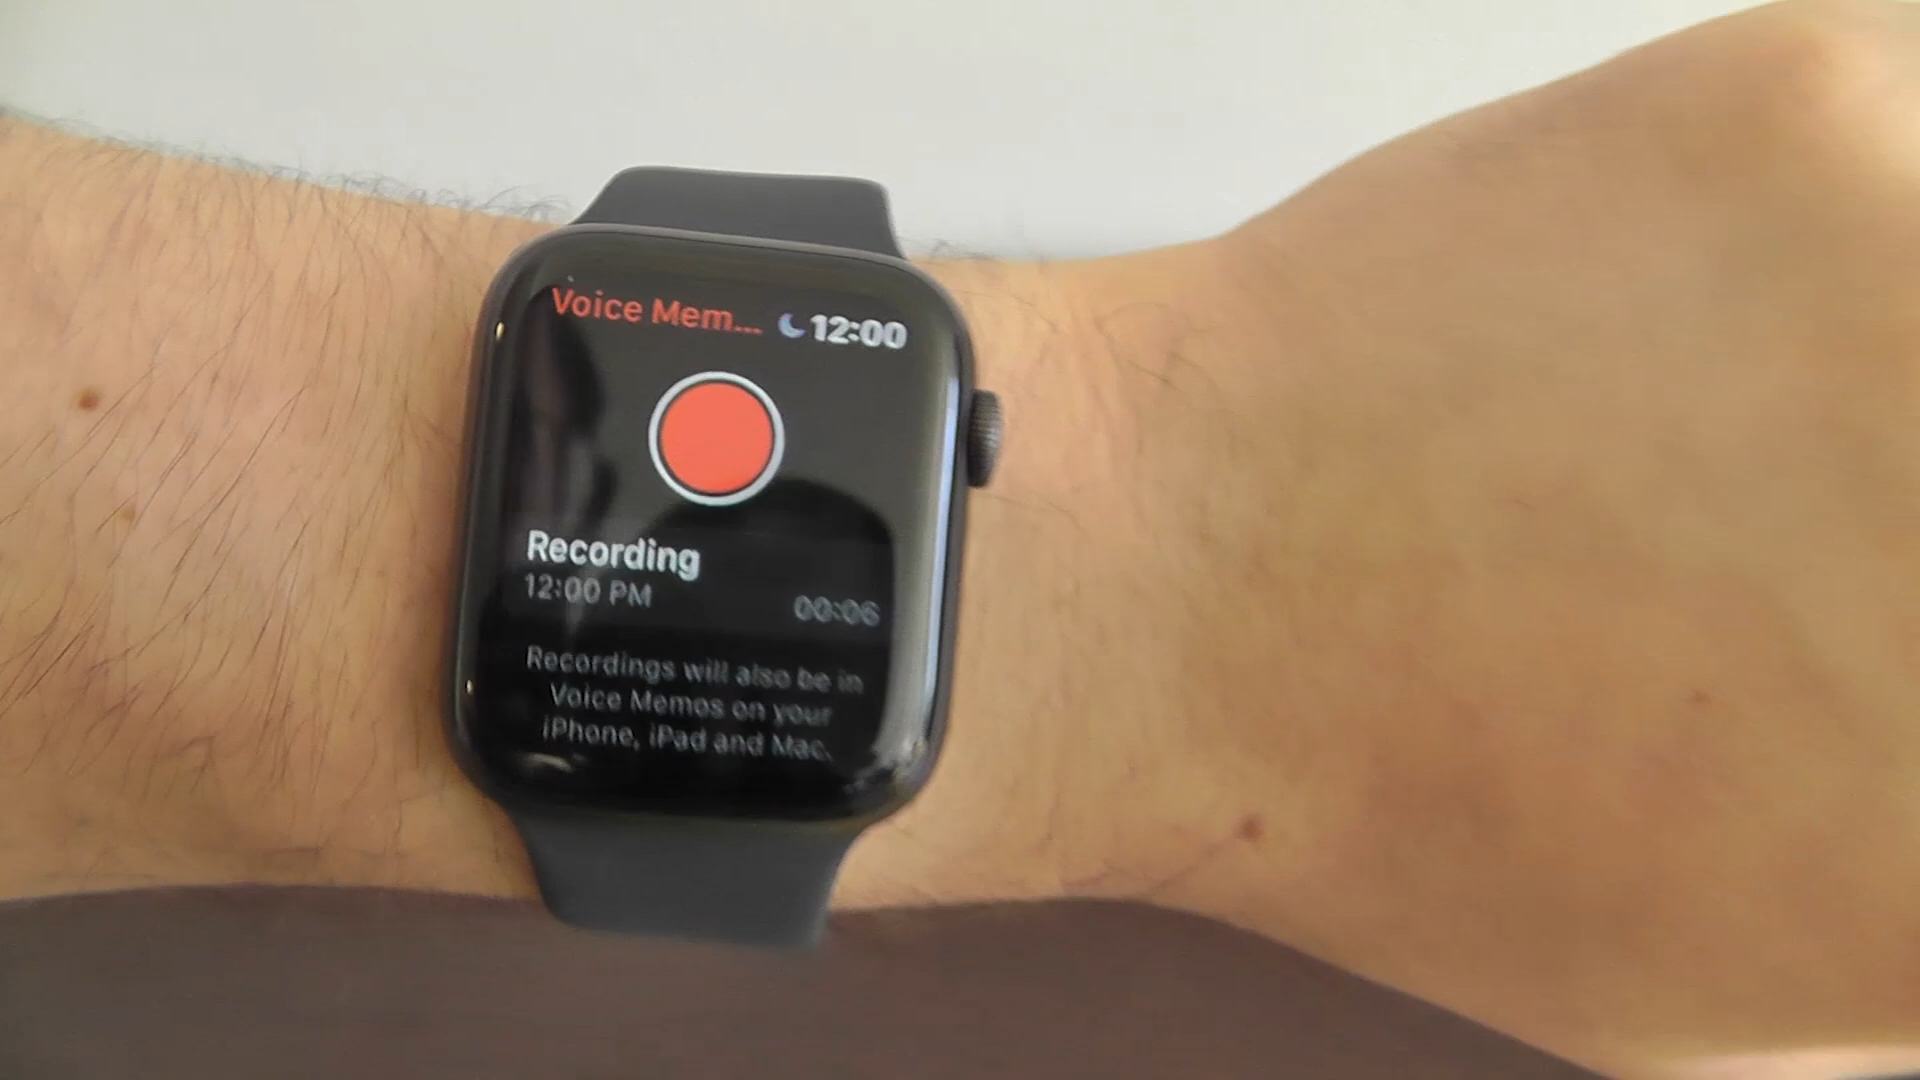 Voice Mem... 12:00
Recording
12:00 PM
00:06
Recordings will also be in
Voice Memos on your
iPhone, iPad and Mac.